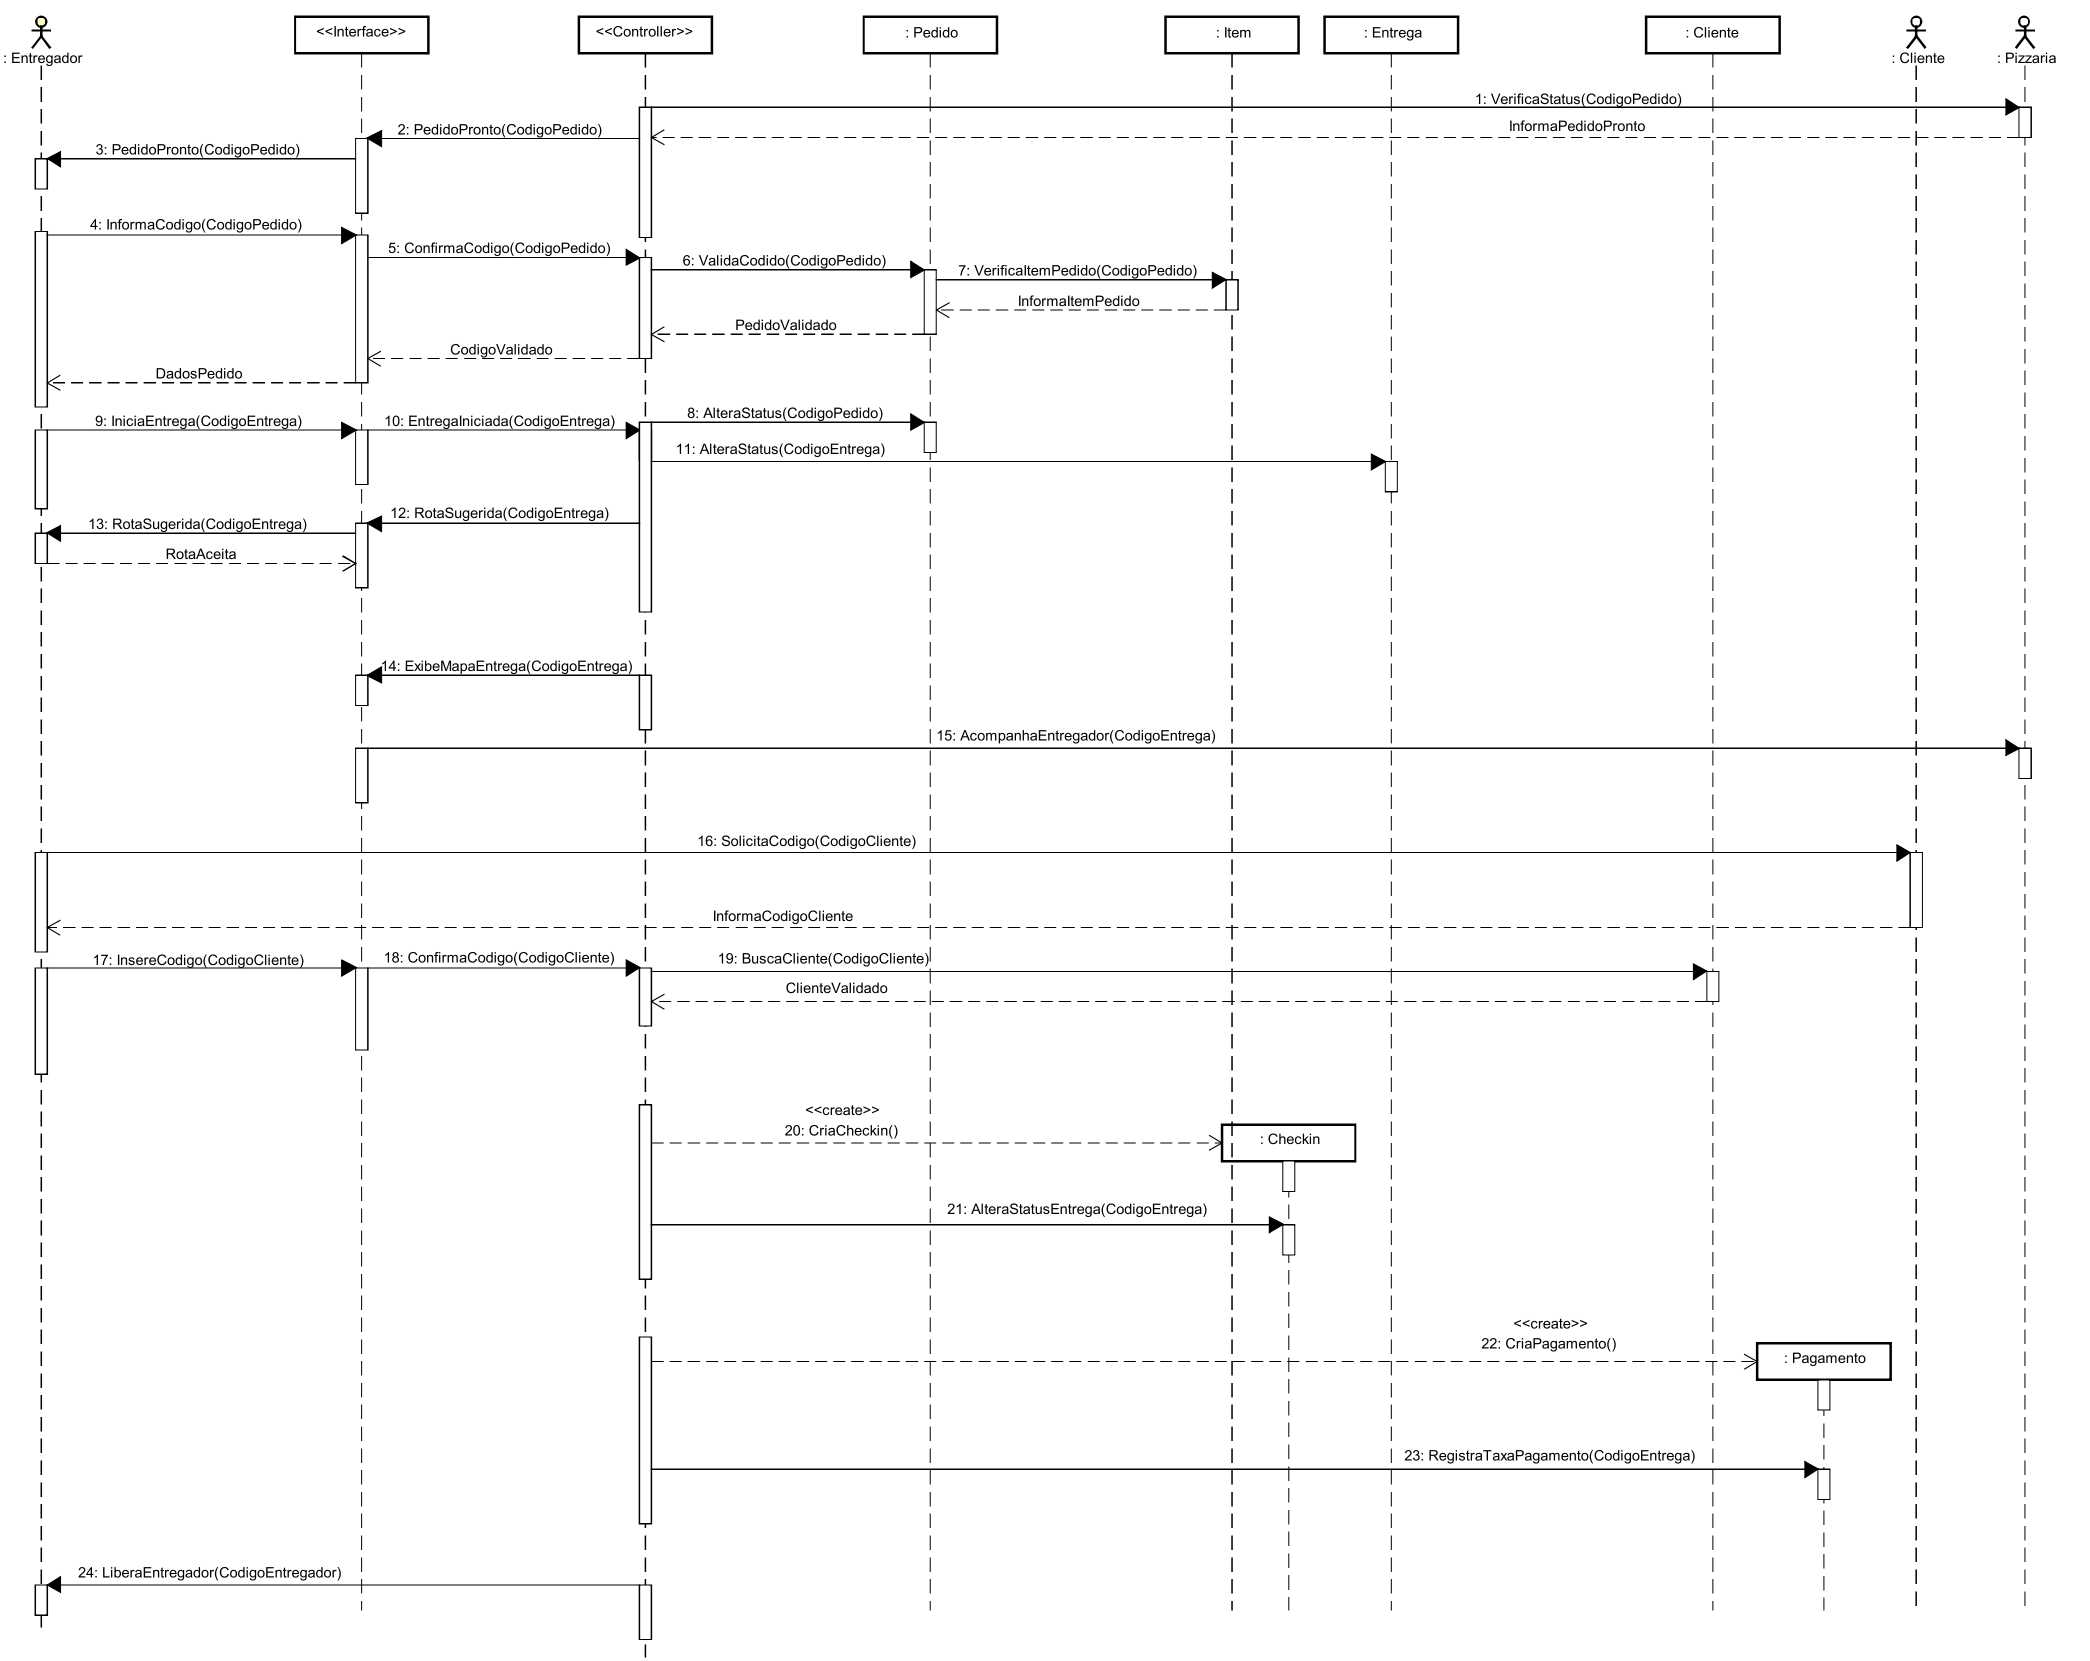 : Entregador
<<Interface>>
<<Controller>>
: Pedido
: Item
: Entrega
: Cliente
: Cliente
: Pizzaria
1: VerificaStatus(CodigoPedido)
InformaPedidoPronto
2: PedidoPronto(CodigoPedido)
3: PedidoPronto(CodigoPedido)
4: InformaCodigo(CodigoPedido)
5: ConfirmaCodigo(CodigoPedido)
6: ValidaCodido(CodigoPedido)
7: VerificaItemPedido(CodigoPedido)
InformaItemPedido
PedidoValidado
CodigoValidado
DadosPedido
9: IniciaEntrega(CodigoEntrega)
10: EntregaIniciada(CodigoEntrega)
8: AlteraStatus(CodigoPedido)
11: AlteraStatus(CodigoEntrega)
12: RotaSugerida(CodigoEntrega)
13: RotaSugerida(CodigoEntrega)
RotaAceita
14: ExibeMapaEntrega(CodigoEntrega)
15: AcompanhaEntregador(CodigoEntrega)
16: SolicitaCodigo(CodigoCliente)
InformaCodigoCliente
17: InsereCodigo(CodigoCliente)
18: ConfirmaCodigo(CodigoCliente)
19: BuscaCliente(CodigoCliente)
ClienteValidado
<<create>>
20: CriaCheckin()
: Checkin
21: AlteraStatusEntrega(CodigoEntrega)
<<create>>
22: CriaPagamento()
: Pagamento
23: RegistraTaxaPagamento(CodigoEntrega)
24: LiberaEntregador(CodigoEntregador)